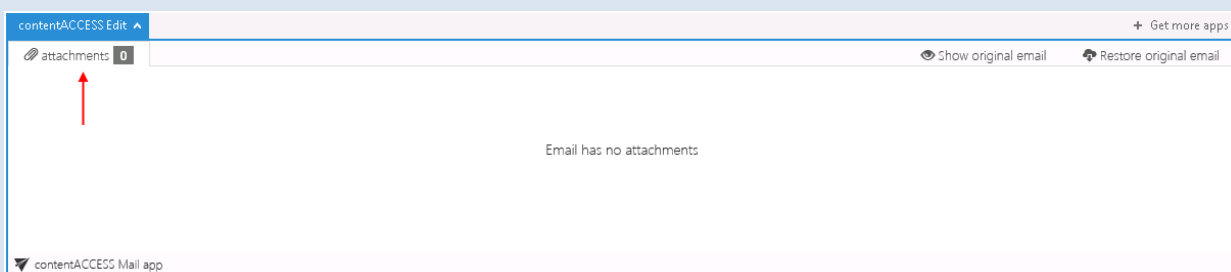 contentACCESS Edit
+ Get more apps
attachments 0
Show original email
Restore original email
Email has no attachments
contentACCESS Mail app